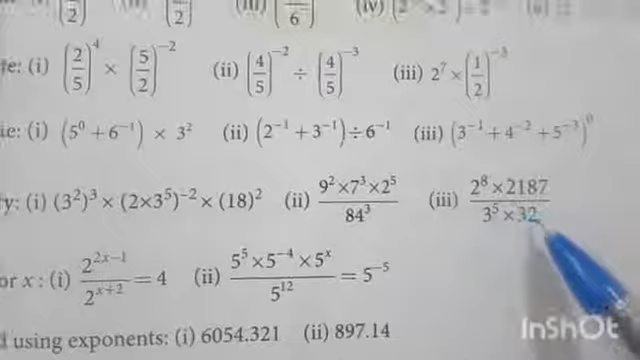 te: (i) (2/5)^4 × (5/2)^−2 (ii) (4/5)^−2 ÷ (4/5)^−3 (iii) 2^7 × (1/2)^−3
te: (i) (5^0 + 6^−1) × 3^2 (ii) (2^−1 + 3^−1) ÷ 6^−1 (iii) (3^−1 + 4^−2 + 5^−3)^0
fy: (i) (3^2)^3 × (2×3^5)^−2 × (18)^2 (ii) 9^2×7^3×2^5 / 84^3 (iii) 2^8×2187 / 3^5×32
or x : (i) 2^(2x−1) / 2^(x+2) = 4 (ii) 5^5×5^−4×5^x / 5^12 = 5^−5
d using exponents: (i) 6054.321 (ii) 897.14
InShOt